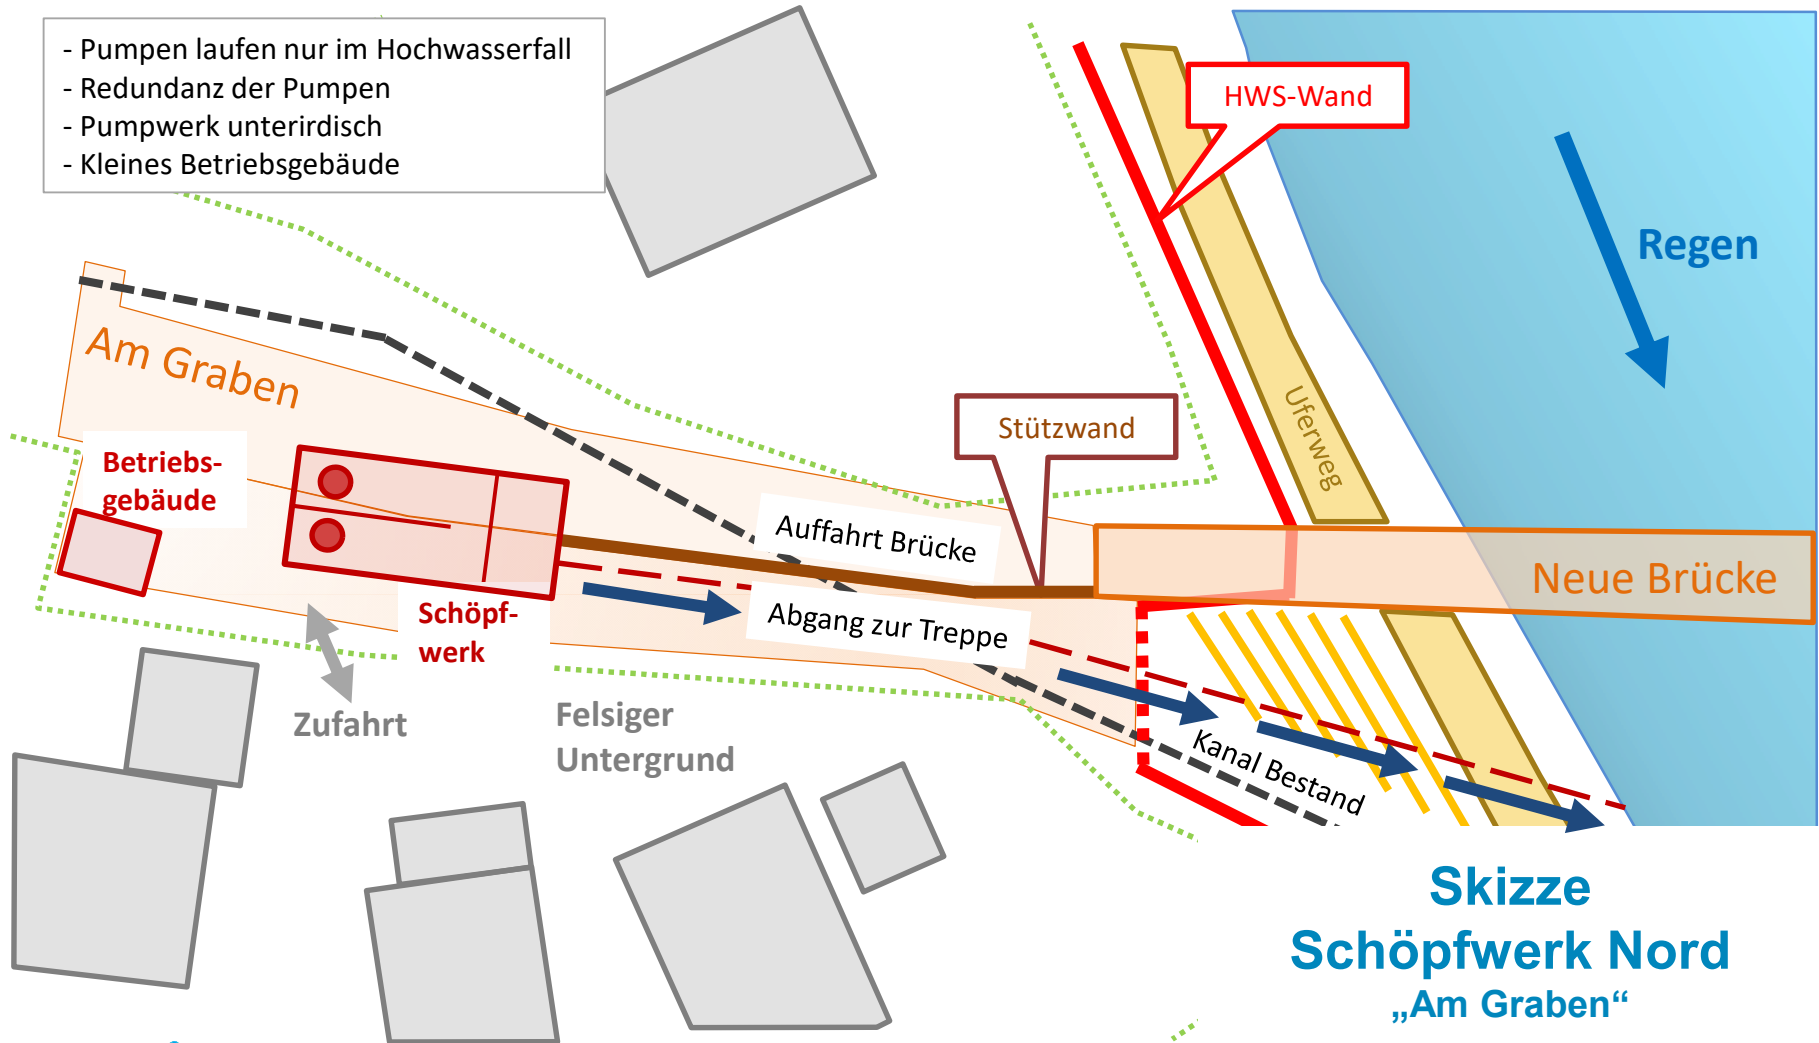 - Pumpen laufen nur im Hochwasserfall
- Redundanz der Pumpen
- Pumpwerk unterirdisch
- Kleines Betriebsgebäude
HWS-Wand
Regen
Am Graben
Uferweg
Stützwand
Betriebs-
gebäude
Auffahrt Brücke
Neue Brücke
Schöpf-
werk
Abgang zur Treppe
Zufahrt
Felsiger
Untergrund
Kanal Bestand
Skizze
Schöpfwerk Nord
„Am Graben“